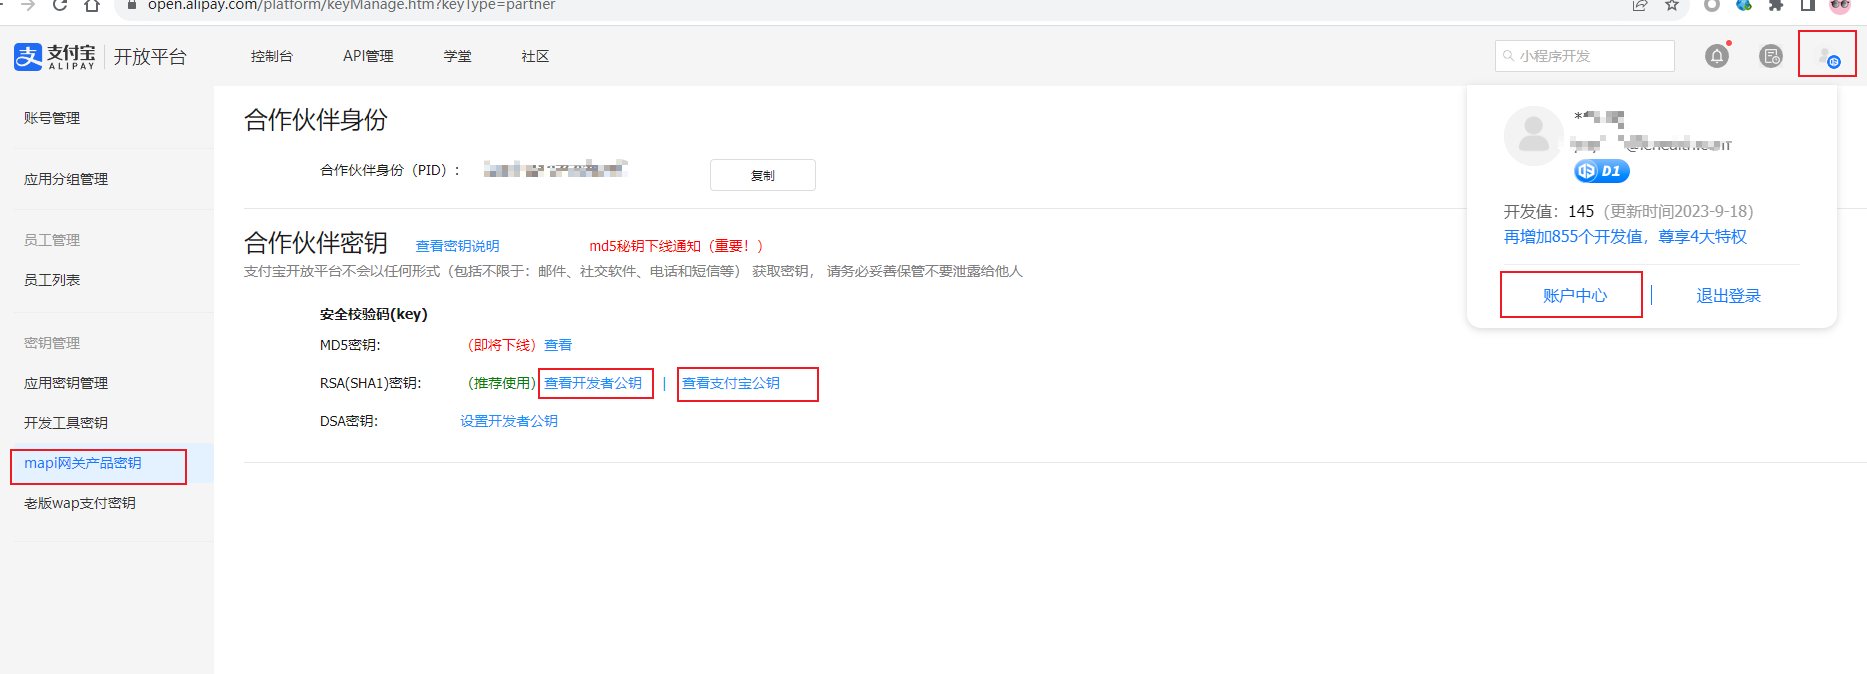 open.alipay.com/platform/keyManage.htm?keyType=partner
支 支付宝 ALIPAY 开放平台 控制台 API管理 学堂 社区 小程序开发
账号管理
应用分组管理
员工管理
员工列表
密钥管理
应用密钥管理
开发工具密钥
mapi网关产品密钥
老版wap支付密钥
合作伙伴身份
合作伙伴身份（PID）： 复制
合作伙伴密钥 查看密钥说明 md5秘钥下线通知（重要！）
支付宝开放平台不会以任何形式（包括不限于：邮件、社交软件、电话和短信等） 获取密钥， 请务必妥善保管不要泄露给他人
安全校验码(key)
MD5密钥: （即将下线） 查看
RSA(SHA1)密钥: （推荐使用） 查看开发者公钥 | 查看支付宝公钥
DSA密钥: 设置开发者公钥
D1
开发值：145（更新时间2023-9-18）
再增加855个开发值，尊享4大特权
账户中心 | 退出登录